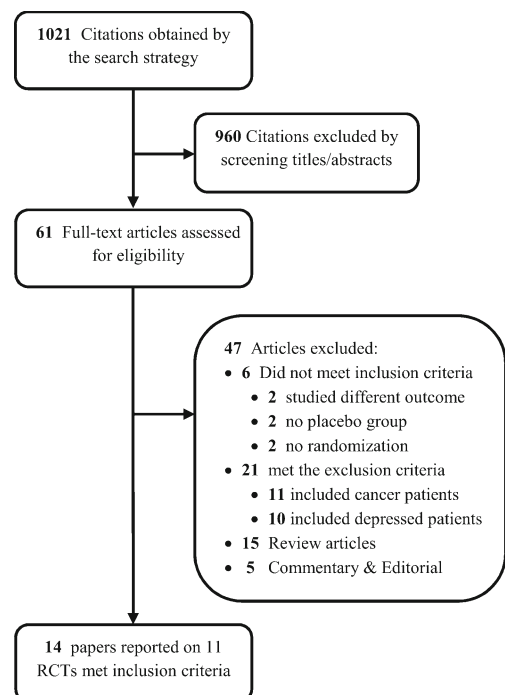 1021 Citations obtained by
the search strategy
960 Citations excluded by
screening titles/abstracts
61 Full-text articles assessed
for eligibility
47 Articles excluded:
• 6 Did not meet inclusion criteria
• 2 studied different outcome
• 2 no placebo group
• 2 no randomization
• 21 met the exclusion criteria
• 11 included cancer patients
• 10 included depressed patients
• 15 Review articles
• 5 Commentary & Editorial
14 papers reported on 11
RCTs met inclusion criteria